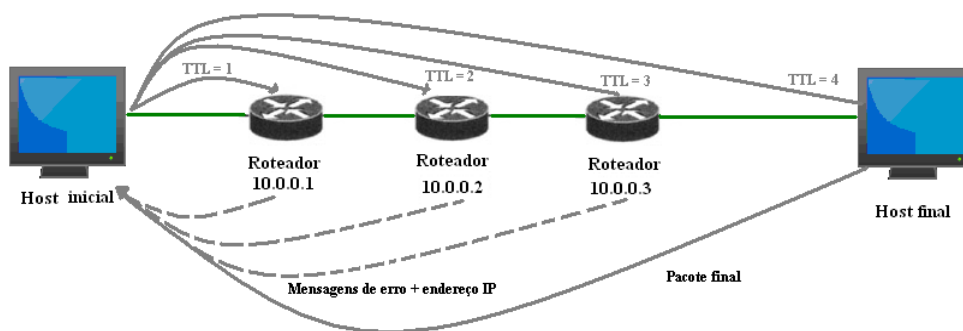 TTL = 1
TTL = 2
TTL = 3
TTL = 4
Roteador
10.0.0.1
Roteador
10.0.0.2
Roteador
10.0.0.3
Host inicial
Host final
Mensagens de erro + endereço IP
Pacote final